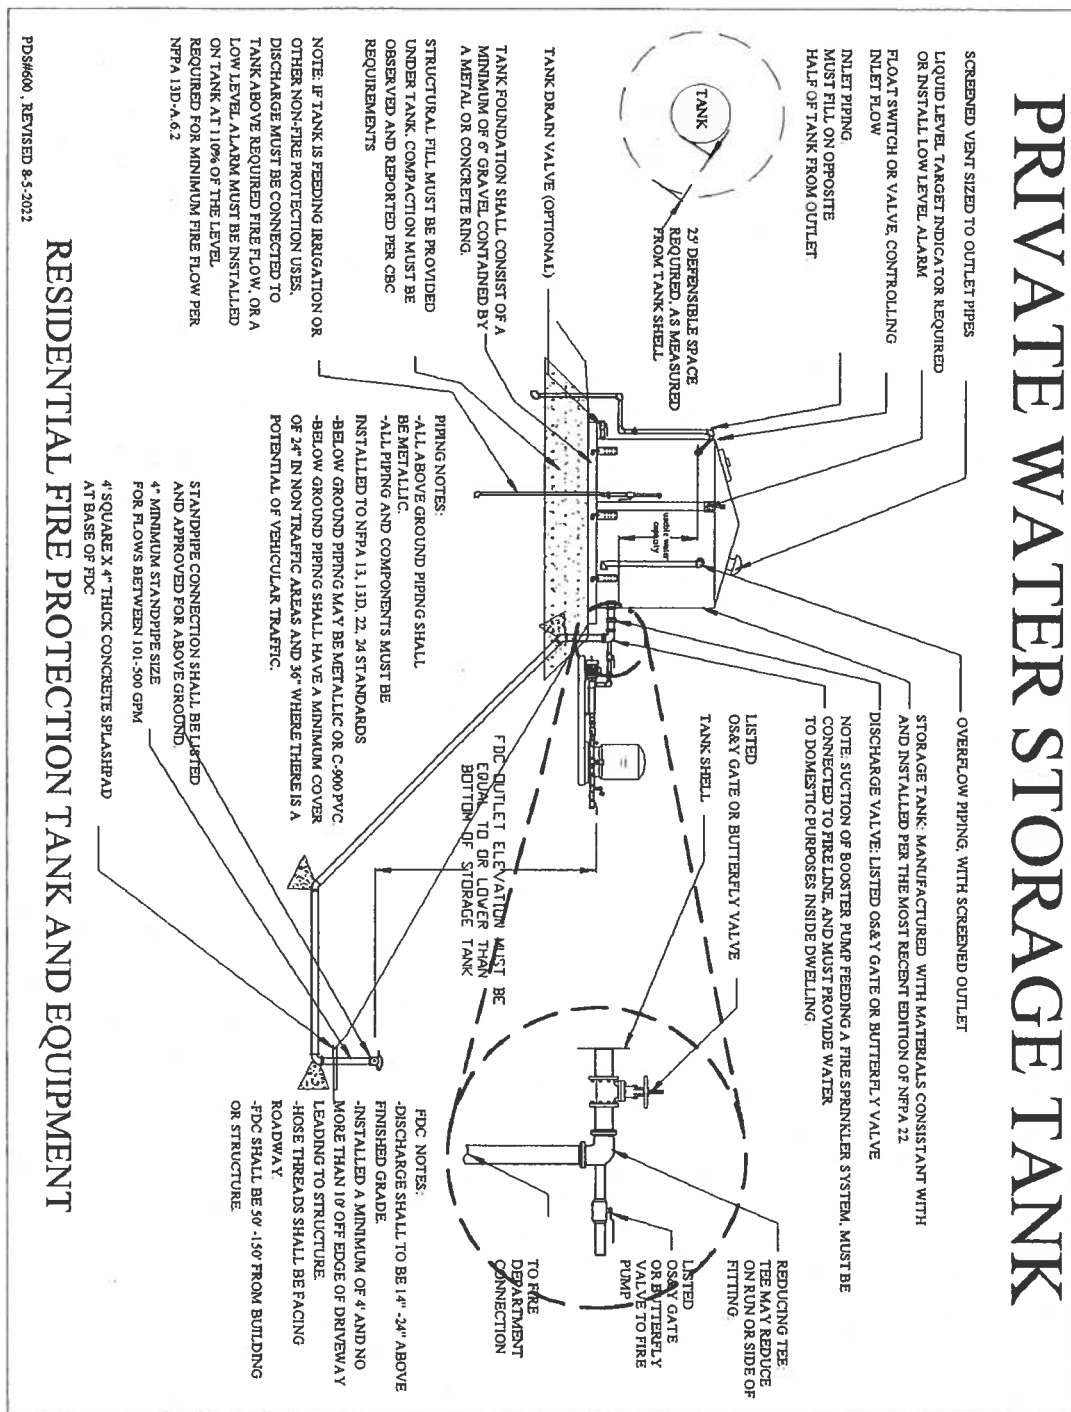 PRIVATE WATER STORAGE TANK
SCREENED VENT SIZED TO OUTLET PIPES
LIQUID LEVEL TARGET INDICATOR REQUIRED
OR INSTALL LOW LEVEL ALARM
FLOAT SWITCH OR VALVE, CONTROLLING
INLET FLOW
INLET PIPING
MUST FILL ON OPPOSITE
HALF OF TANK FROM OUTLET
TANK
25' DEFENSIBLE SPACE
REQUIRED, AS MEASURED
FROM TANK SHELL
TANK DRAIN VALVE (OPTIONAL)
TANK FOUNDATION SHALL CONSIST OF A
MINIMUM OF 6" GRAVEL CONTAINED BY
A METAL OR CONCRETE RING.
STRUCTURAL FILL MUST BE PROVIDED
UNDER TANK. COMPACTION MUST BE
OBSERVED AND REPORTED PER CBC
REQUIREMENTS
NOTE: IF TANK IS FEEDING IRRIGATION OR
OTHER NON-FIRE PROTECTION USES,
DISCHARGE MUST BE CONNECTED TO
TANK ABOVE REQUIRED FIRE FLOW, OR A
LOW LEVEL ALARM MUST BE INSTALLED
ON TANK AT 110% OF THE LEVEL
REQUIRED FOR MINIMUM FIRE FLOW PER
NFPA 13D-A.6.2
usable water
capacity
OVERFLOW PIPING, WITH SCREENED OUTLET
STORAGE TANK: MANUFACTURED WITH MATERIALS CONSISTANT WITH
AND INSTALLED PER THE MOST RECENT EDITION OF NFPA 22
DISCHARGE VALVE: LISTED OS&Y GATE OR BUTTERFLY VALVE
NOTE: SUCTION OF BOOSTER PUMP FEEDING A FIRE SPRINKLER SYSTEM, MUST BE
CONNECTED TO FIRE LINE, AND MUST PROVIDE WATER
TO DOMESTIC PURPOSES INSIDE DWELLING.
LISTED
OS&Y GATE OR BUTTERFLY VALVE
TANK SHELL
REDUCING TEE:
TEE MAY REDUCE
ON RUN OR SIDE OF
FITTING
LISTED
OS&Y GATE
OR BUTTERFLY
VALVE TO FIRE
PUMP
TO FIRE
DEPARTMENT
CONNECTION
FDC OUTLET ELEVATION MUST BE
EQUAL TO OR LOWER THAN
BOTTOM OF STORAGE TANK
PIPING NOTES:
-ALL ABOVE GROUND PIPING SHALL
BE METALLIC.
-ALL PIPING AND COMPONENTS MUST BE
INSTALLED TO NFPA 13, 13D, 22, 24 STANDARDS
-BELOW GROUND PIPING MAY BE METALLIC OR C-900 PVC.
-BELOW GROUND PIPING SHALL HAVE A MINIMUM COVER
OF 24" IN NON TRAFFIC AREAS AND 36" WHERE THERE IS A
POTENTIAL OF VEHICULAR TRAFFIC.
STANDPIPE CONNECTION SHALL BE LISTED
AND APPROVED FOR ABOVE GROUND.
4" MINIMUM STANDPIPE SIZE
FOR FLOWS BETWEEN 101-500 GPM
4' SQUARE X 4" THICK CONCRETE SPLASHPAD
AT BASE OF FDC
FDC NOTES:
-DISCHARGE SHALL TO BE 14" -24" ABOVE
FINISHED GRADE.
-INSTALLED A MINIMUM OF 4' AND NO
MORE THAN 10' OFF EDGE OF DRIVEWAY
LEADING TO STRUCTURE.
-HOSE THREADS SHALL BE FACING
ROADWAY.
-FDC SHALL BE 50' -150' FROM BUILDING
OR STRUCTURE.
RESIDENTIAL FIRE PROTECTION TANK AND EQUIPMENT
PDS#600, REVISED 8-5-2022